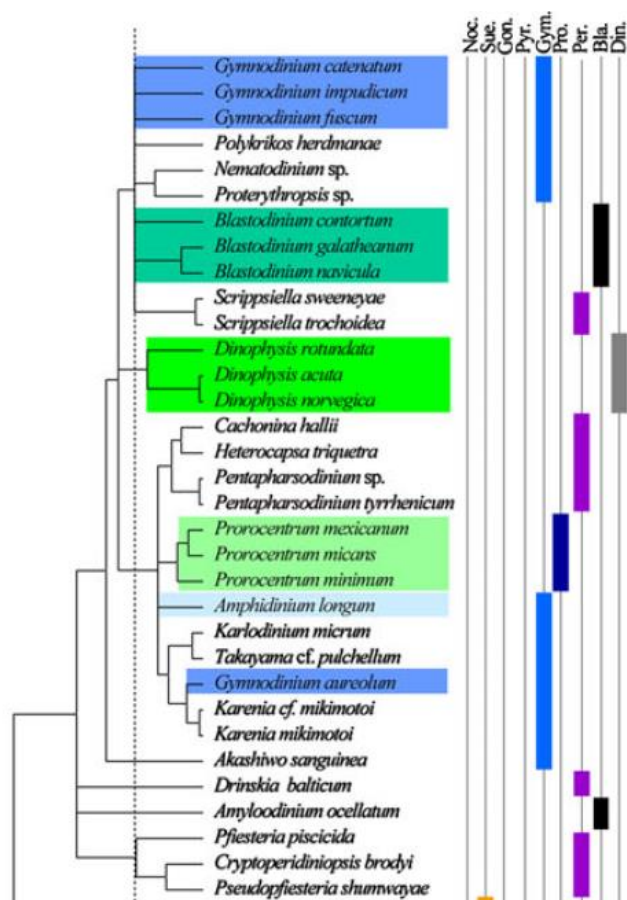 Noc.
Sue.
Gon.
Pyr.
Gym.
Pro.
Per.
Bla.
Din.
Gymnodinium catenatum
Gymnodinium impudicum
Gymnodinium fuscum
Polykrikos herdmanae
Nematodinium sp.
Proterythropsis sp.
Blastodinium contortum
Blastodinium galatheanum
Blastodinium navicula
Scrippsiella sweeneyae
Scrippsiella trochoidea
Dinophysis rotundata
Dinophysis acuta
Dinophysis norvegica
Cachonina hallii
Heterocapsa triquetra
Pentapharsodinium sp.
Pentapharsodinium tyrrhenicum
Prorocentrum mexicanum
Prorocentrum micans
Prorocentrum minimum
Amphidinium longum
Karlodinium micrum
Takayama cf. pulchellum
Gymnodinium aureolum
Karenia cf. mikimotoi
Karenia mikimotoi
Akashiwo sanguinea
Drinskia balticum
Amyloodinium ocellatum
Pfiesteria piscicida
Cryptoperidiniopsis brodyi
Pseudopfiesteria shumwayae